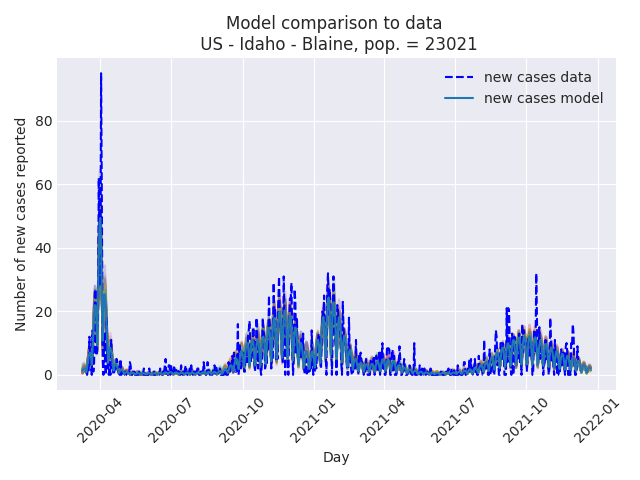 Model comparison to data
US - Idaho - Blaine, pop. = 23021
new cases data
new cases model
Number of new cases reported
80
60
40
20
0
2020-04
2020-07
2020-10
2021-01
2021-04
2021-07
2021-10
2022-01
Day